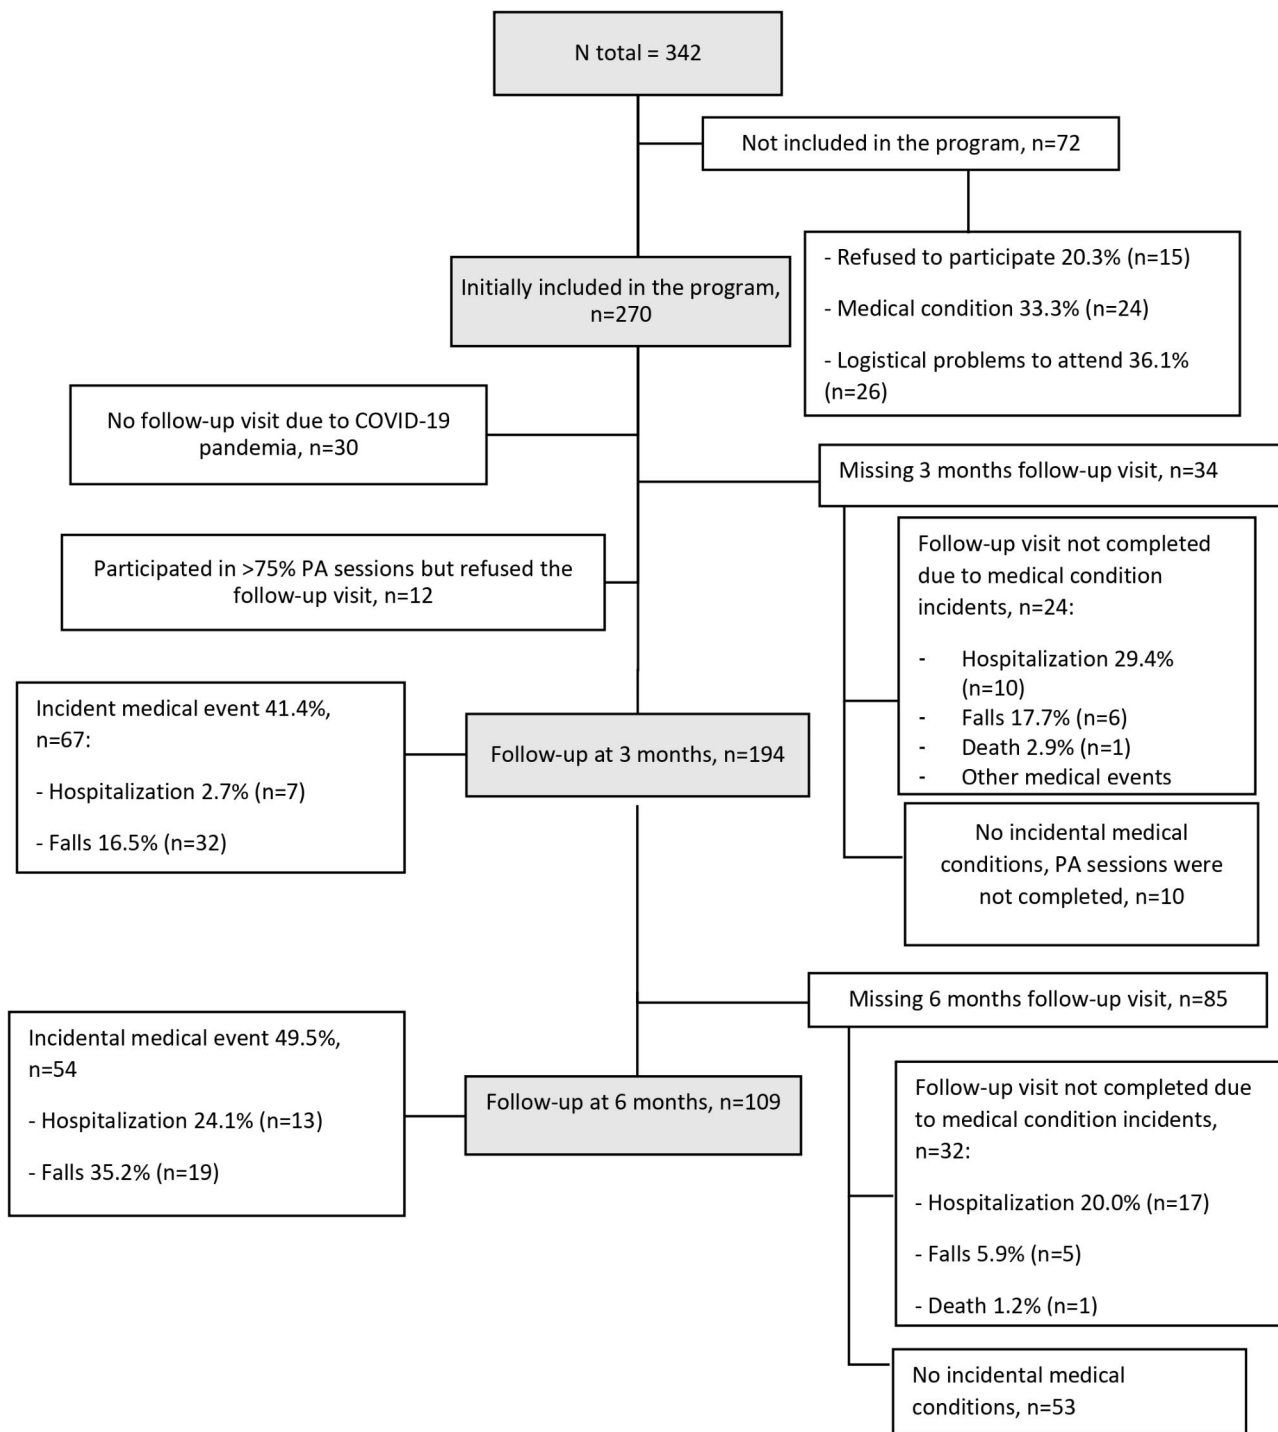 N total = 342
Not included in the program, n=72
- Refused to participate 20.3% (n=15)
- Medical condition 33.3% (n=24)
- Logistical problems to attend 36.1%
(n=26)
Initially included in the program,
n=270
No follow-up visit due to COVID-19
pandemia, n=30
Missing 3 months follow-up visit, n=34
Follow-up visit not completed
due to medical condition
incidents, n=24:
- Hospitalization 29.4%
(n=10)
- Falls 17.7% (n=6)
- Death 2.9% (n=1)
- Other medical events
Participated in >75% PA sessions but refused the
follow-up visit, n=12
Incident medical event 41.4%,
n=67:
- Hospitalization 2.7% (n=7)
- Falls 16.5% (n=32)
Follow-up at 3 months, n=194
No incidental medical
conditions, PA sessions were
not completed, n=10
Missing 6 months follow-up visit, n=85
Incidental medical event 49.5%,
n=54
- Hospitalization 24.1% (n=13)
- Falls 35.2% (n=19)
Follow-up at 6 months, n=109
Follow-up visit not completed due
to medical condition incidents,
n=32:
- Hospitalization 20.0% (n=17)
- Falls 5.9% (n=5)
- Death 1.2% (n=1)
No incidental medical
conditions, n=53